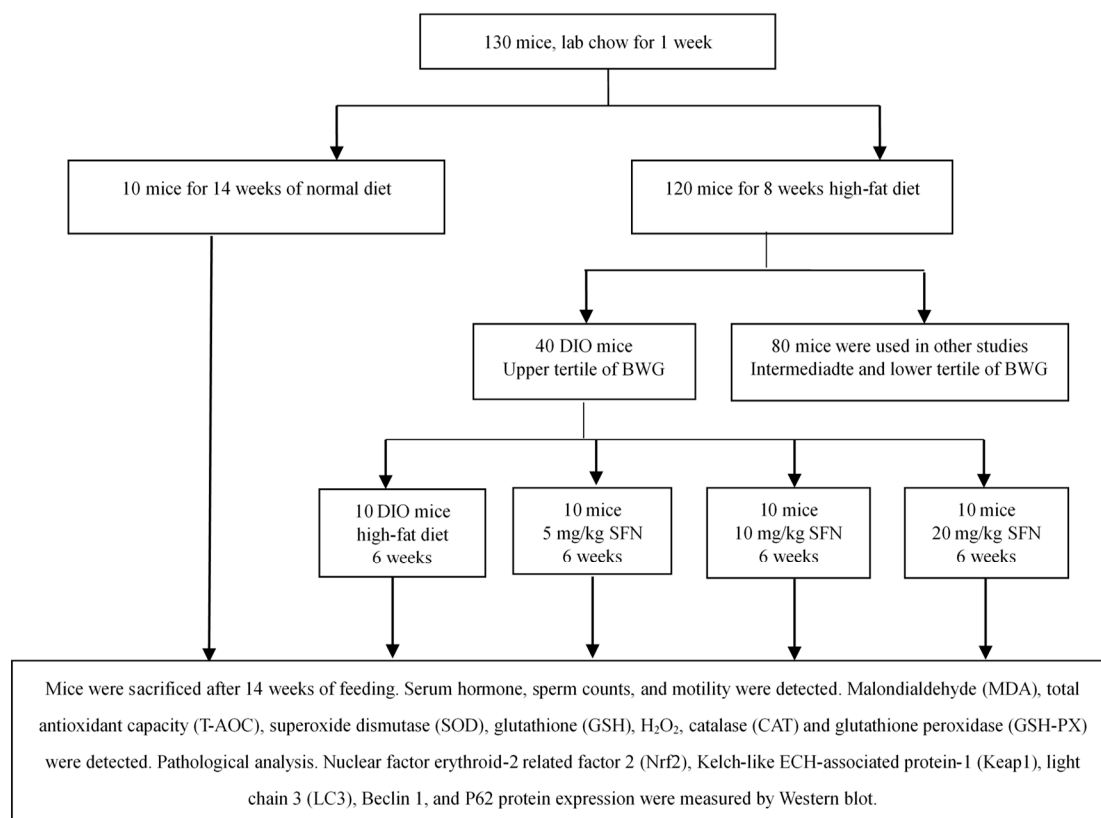 130 mice, lab chow for 1 week
10 mice for 14 weeks of normal diet
120 mice for 8 weeks high-fat diet
40 DIO mice
Upper tertile of BWG
80 mice were used in other studies
Intermediadte and lower tertile of BWG
10 DIO mice
high-fat diet
6 weeks
10 mice
5 mg/kg SFN
6 weeks
10 mice
10 mg/kg SFN
6 weeks
10 mice
20 mg/kg SFN
6 weeks
Mice were sacrificed after 14 weeks of feeding. Serum hormone, sperm counts, and motility were detected. Malondialdehyde (MDA), total
antioxidant capacity (T-AOC), superoxide dismutase (SOD), glutathione (GSH), H₂O₂, catalase (CAT) and glutathione peroxidase (GSH-PX)
were detected. Pathological analysis. Nuclear factor erythroid-2 related factor 2 (Nrf2), Kelch-like ECH-associated protein-1 (Keap1), light
chain 3 (LC3), Beclin 1, and P62 protein expression were measured by Western blot.